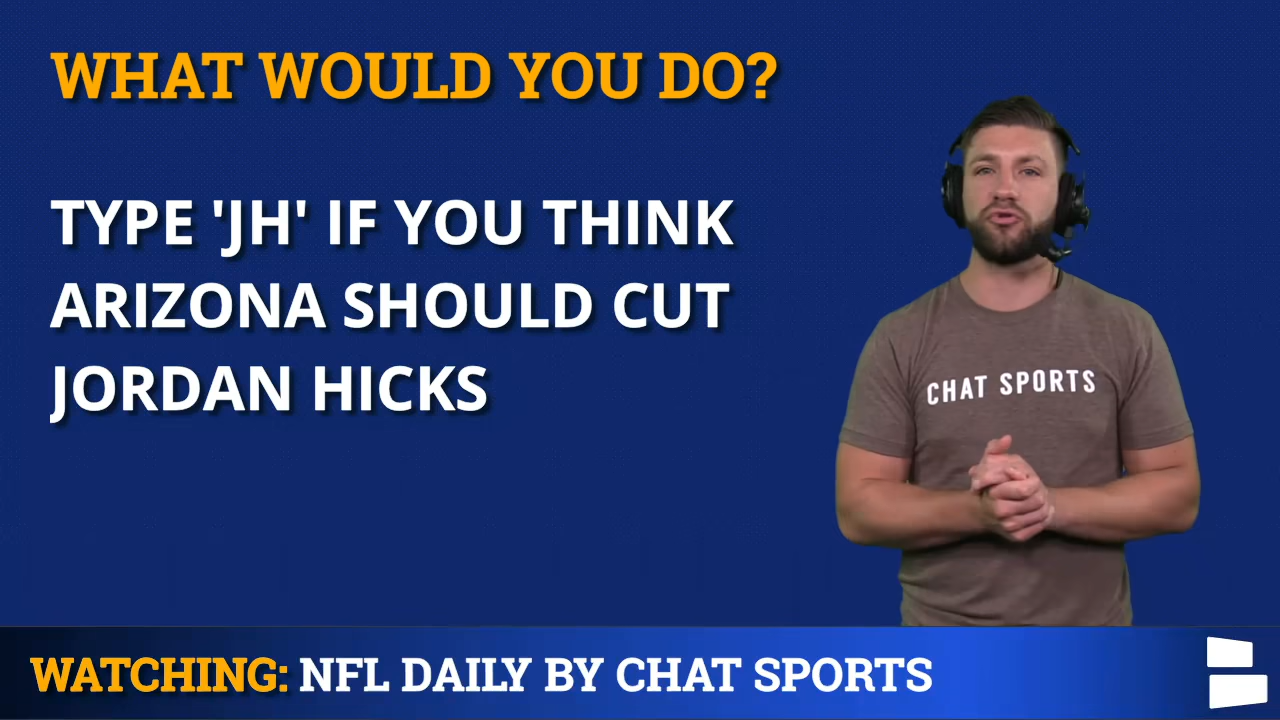 WHAT WOULD YOU DO?
TYPE 'JH' IF YOU THINK
ARIZONA SHOULD CUT
JORDAN HICKS
CHAT SPORTS
WATCHING: NFL DAILY BY CHAT SPORTS